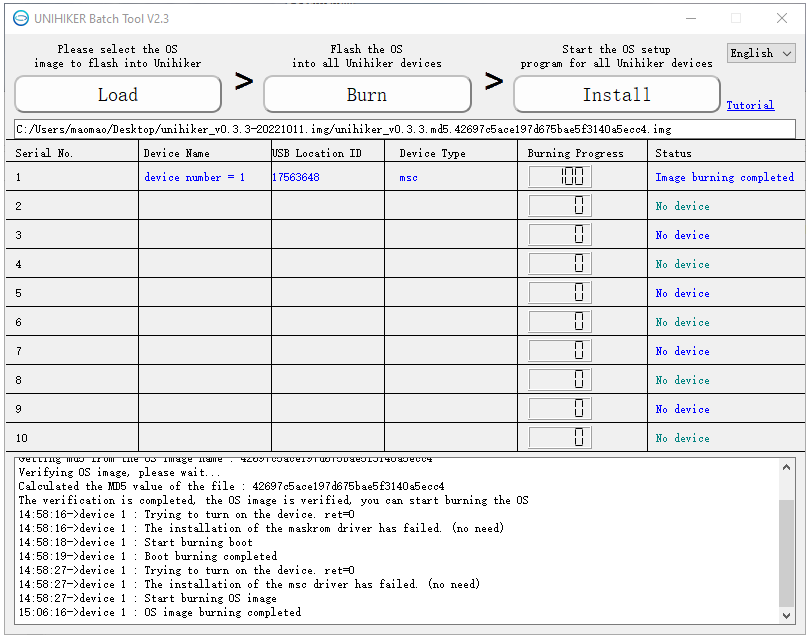 UNIHIKER Batch Tool V2.3
Please select the OS
image to flash into Unihiker
Flash the OS
into all Unihiker devices
Start the OS setup
program for all Unihiker devices
English
Load
>
Burn
>
Install
Tutorial
C:/Users/maomao/Desktop/unihiker_v0.3.3-20221011.img/unihiker_v0.3.3.md5.42697c5ace197d675bae5f3140a5ecc4.img
Serial No. Device Name USB Location ID Device Type Burning Progress Status
1 device number = 1 17563648 msc 100 Image burning completed
2 0 No device
3 0 No device
4 0 No device
5 0 No device
6 0 No device
7 0 No device
8 0 No device
9 0 No device
10 0 No device
Getting md5 from the OS image name : 42697c5ace197d675bae5f3140a5ecc4
Verifying OS image, please wait...
Calculated the MD5 value of the file : 42697c5ace197d675bae5f3140a5ecc4
The verification is completed, the OS image is verified, you can start burning the OS
14:58:16->device 1 : Trying to turn on the device. ret=0
14:58:16->device 1 : The installation of the maskrom driver has failed. (no need)
14:58:18->device 1 : Start burning boot
14:58:19->device 1 : Boot burning completed
14:58:27->device 1 : Trying to turn on the device. ret=0
14:58:27->device 1 : The installation of the msc driver has failed. (no need)
14:58:27->device 1 : Start burning OS image
15:06:16->device 1 : OS image burning completed